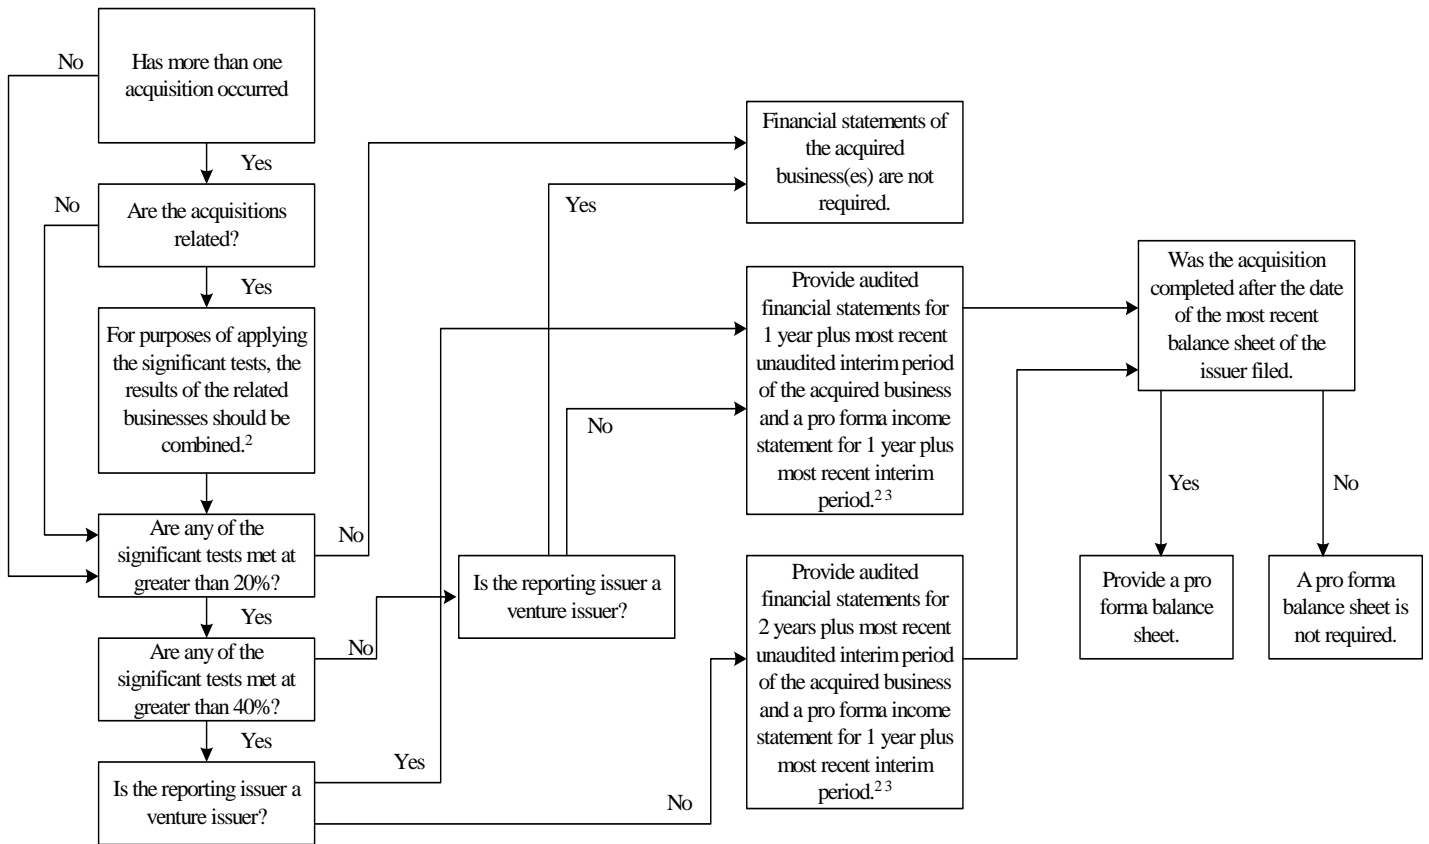 No
Has more than one
acquisition occurred
Yes
No
Are the acquisitions
related?
Yes
For purposes of applying
the significant tests, the
results of the related
businesses should be
combined.2
Are any of the
significant tests met at
greater than 20%?
No
Yes
Are any of the
significant tests met at
greater than 40%?
No
Yes
Is the reporting issuer a
venture issuer?
Yes
No
Is the reporting issuer a
venture issuer?
Yes
No
Financial statements of
the acquired
business(es) are not
required.
Provide audited
financial statements for
1 year plus most recent
unaudited interim period
of the acquired business
and a pro forma income
statement for 1 year plus
most recent interim
period.2 3
Provide audited
financial statements for
2 years plus most recent
unaudited interim period
of the acquired business
and a pro forma income
statement for 1 year plus
most recent interim
period.2 3
Was the acquisition
completed after the date
of the most recent
balance sheet of the
issuer filed.
Yes
No
Provide a pro
forma balance
sheet.
A pro forma
balance sheet is
not required.